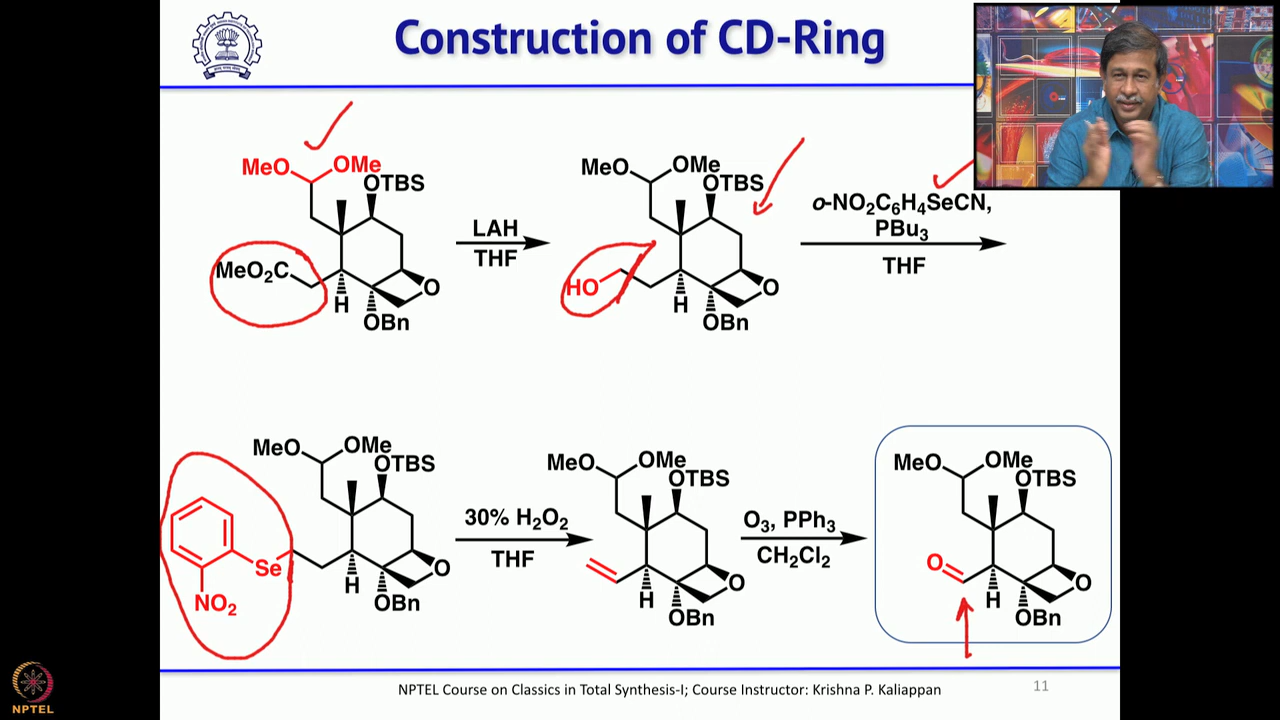 Construction of CD-Ring
MeO
OMe
OTBS
MeO₂C
H
O
OBn
LAH
THF
MeO
OMe
OTBS
HO
H
O
OBn
o-NO₂C₆H₄SeCN,
PBu₃
THF
MeO
OMe
OTBS
Se
NO₂
H
O
OBn
30% H₂O₂
THF
MeO
OMe
OTBS
H
O
OBn
O₃, PPh₃
CH₂Cl₂
MeO
OMe
OTBS
O
H
O
OBn
NPTEL Course on Classics in Total Synthesis-I; Course Instructor: Krishna P. Kaliappan
11
NPTEL